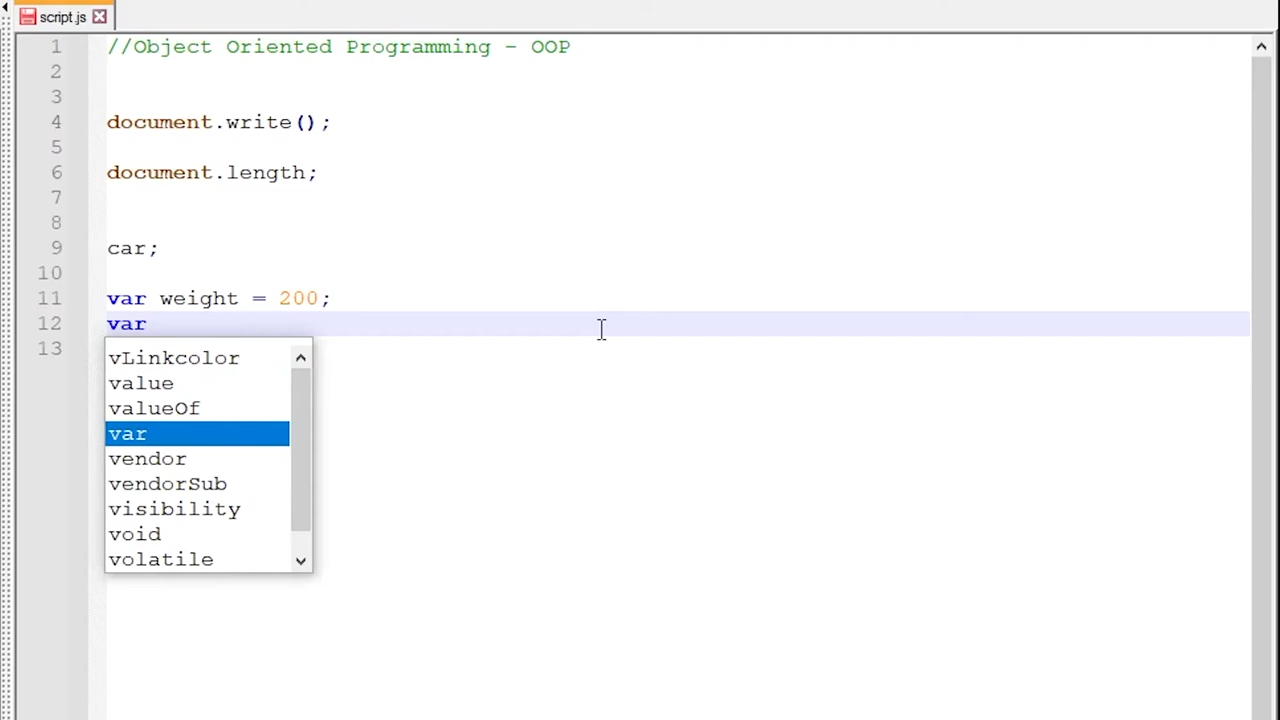 script.js
1 //Object Oriented Programming - OOP
2
3
4 document.write();
5
6 document.length;
7
8
9 car;
10
11 var weight = 200;
12 var
13
vLinkcolor
value
valueOf
var
vendor
vendorSub
visibility
void
volatile